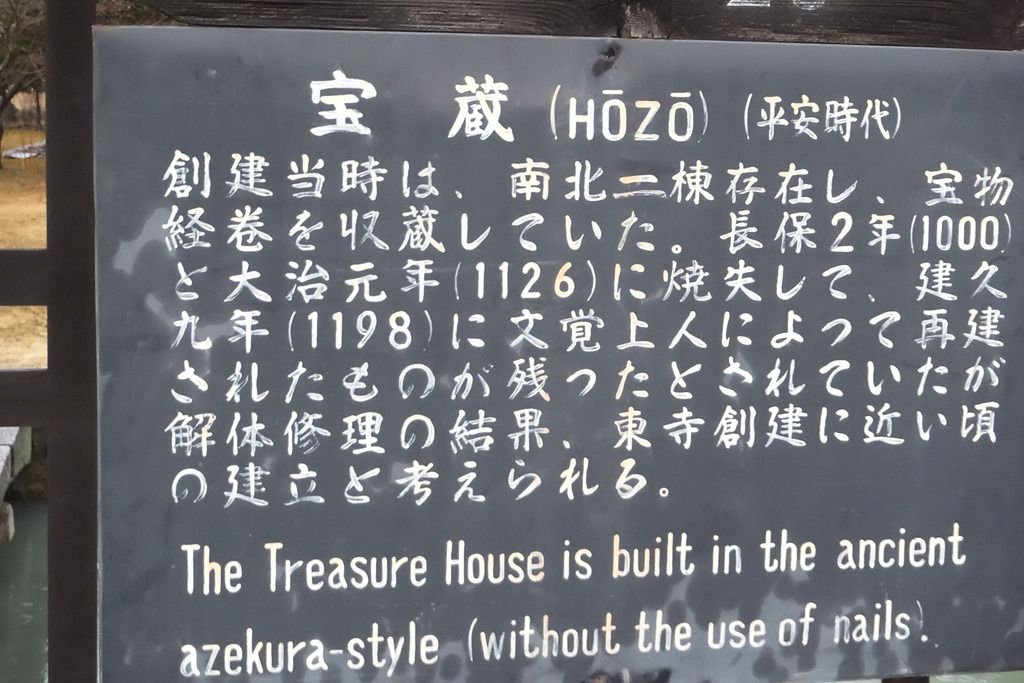 宝 蔵 (HŌZŌ) (平安時代)
創建当時は、南北二棟存在し、宝物
経巻を収蔵していた。長保2年(1000)
と大治元年(1126)に焼失して、建久
九年(1198)に文覚上人によって再建
されたものが残ったとされていたが
解体修理の結果、東寺創建に近い頃
の建立と考えられる。
The Treasure House is built in the ancient
azekura-style (without the use of nails).